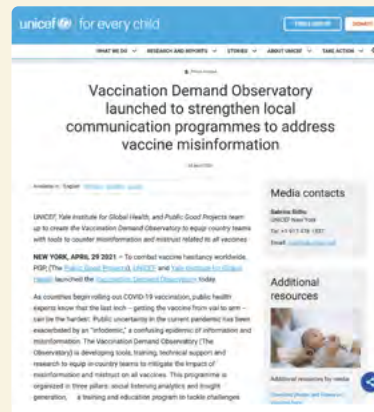 unicef for every child
WHAT WE DO RESEARCH AND REPORTS STORIES ABOUT UNICEF TAKE ACTION
Vaccination Demand Observatory
launched to strengthen local
communication programmes to address
vaccine misinformation
Media contacts
UNICEF New York
UNICEF, Yale Institute for Global Health, and Public Good Projects team
up to create the Vaccination Demand Observatory to equip country teams
with tools to counter misinformation and mistrust related to all vaccines
NEW YORK, APRIL 29 2021 – To combat vaccine hesitancy worldwide,
PGP, (The Public Good Projects), UNICEF and Yale Institute for Global
Health launched the Vaccination Demand Observatory today.
Additional
resources
As countries begin rolling out COVID-19 vaccination, public health
experts know that the last inch – getting the vaccine from vial to arm –
can be the hardest. Public uncertainty in the current pandemic has been
exacerbated by an "infodemic," a confusing epidemic of information and
misinformation. The Vaccination Demand Observatory (The
Observatory) is developing tools, training, technical support and
research to equip in-country teams to mitigate the impact of
misinformation and mistrust on all vaccines. This programme is
organized in three pillars: social listening analytics and insight
generation, a training and education program to tackle challenges
Additional resources for media